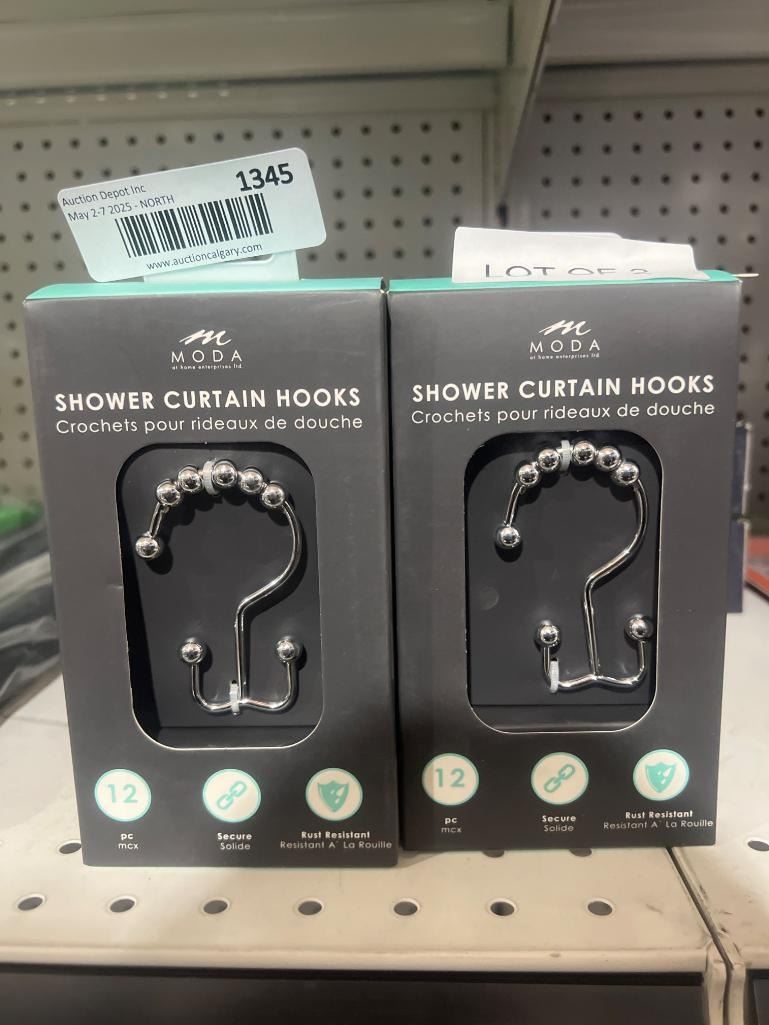 Auction Depot Inc
1345
May 2-7 2025 - NORTH
www.auctioncalgary.com
LOT OF
m
MODA
at home enterprises ltd.
SHOWER CURTAIN HOOKS
Crochets pour rideaux de douche
12
pc
mcx
Secure
Solide
Rust Resistant
Resistant A` La Rouille
m
MODA
at home enterprises ltd.
SHOWER CURTAIN HOOKS
Crochets pour rideaux de douche
12
pc
mcx
Secure
Solide
Rust Resistant
Resistant A` La Rouille